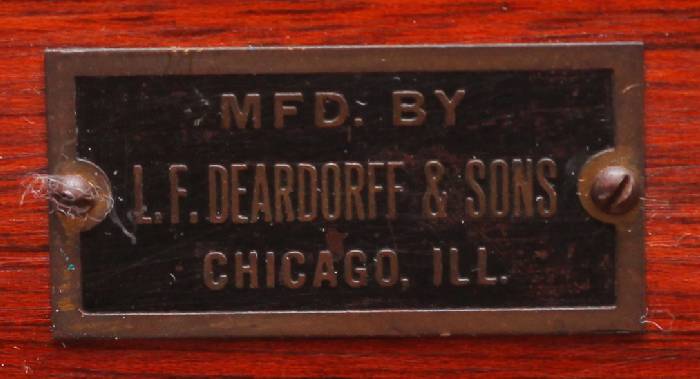 MFD. BY
L. F. DEARDORFF & SONS
CHICAGO, ILL.